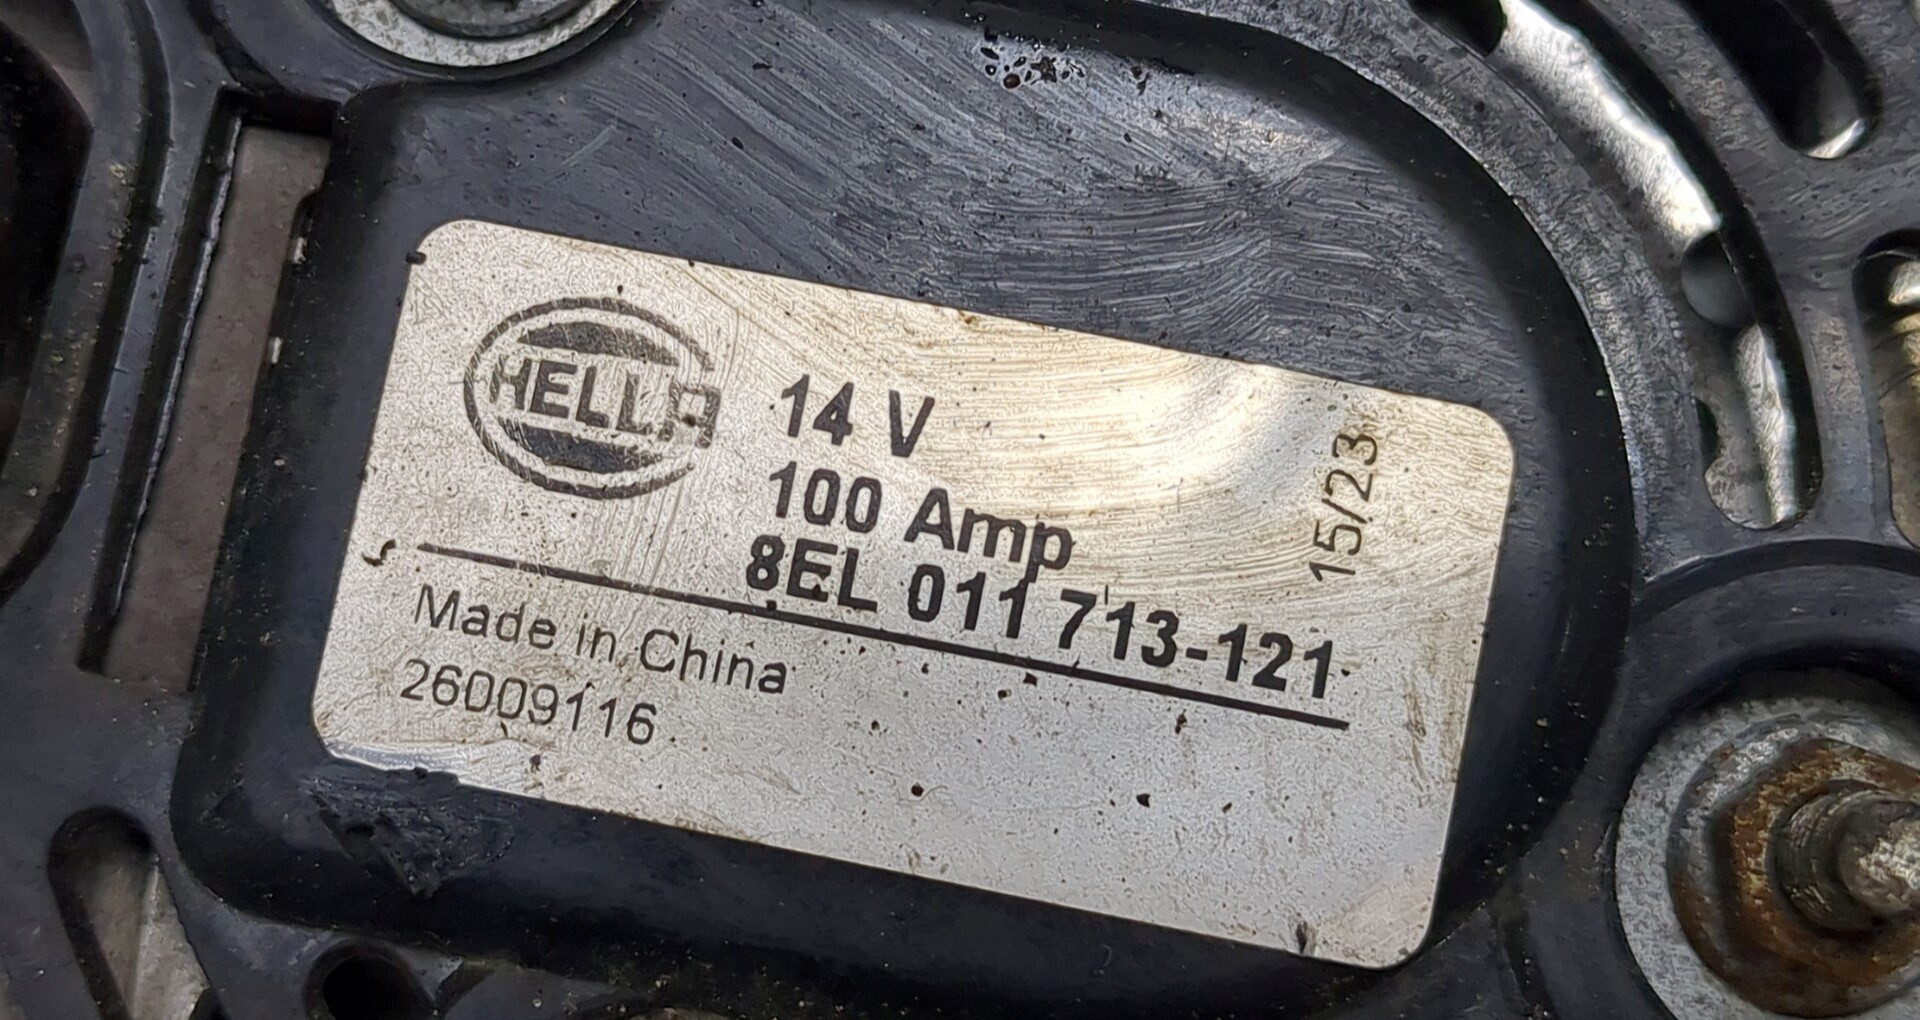 HELLA
14 V
100 Amp
8EL 011 713-121
15/23
Made in China
26009116